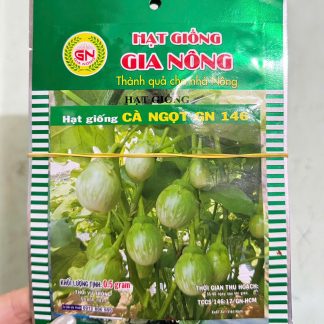 GN
HẠT GIỐNG
GIA NÔNG
Thành quả cho nhà Nông
HẠT GIỐNG
Hạt giống CÀ NGỌT GN 146
KHỐI LƯỢNG TỊNH: 0.5 gram
THỜI GIAN THU HOẠCH:
TCCS 146:17/GN-HCM